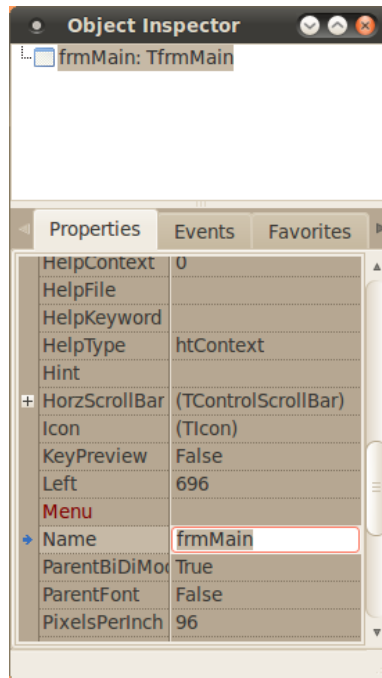 Object Inspector
frmMain: TfrmMain
Properties Events Favorites
HelpContext 0
HelpFile
HelpKeyword
HelpType htContext
Hint
HorzScrollBar (TControlScrollBar)
Icon (TIcon)
KeyPreview False
Left 696
Menu
Name frmMain
ParentBiDiMod True
ParentFont False
PixelsPerInch 96